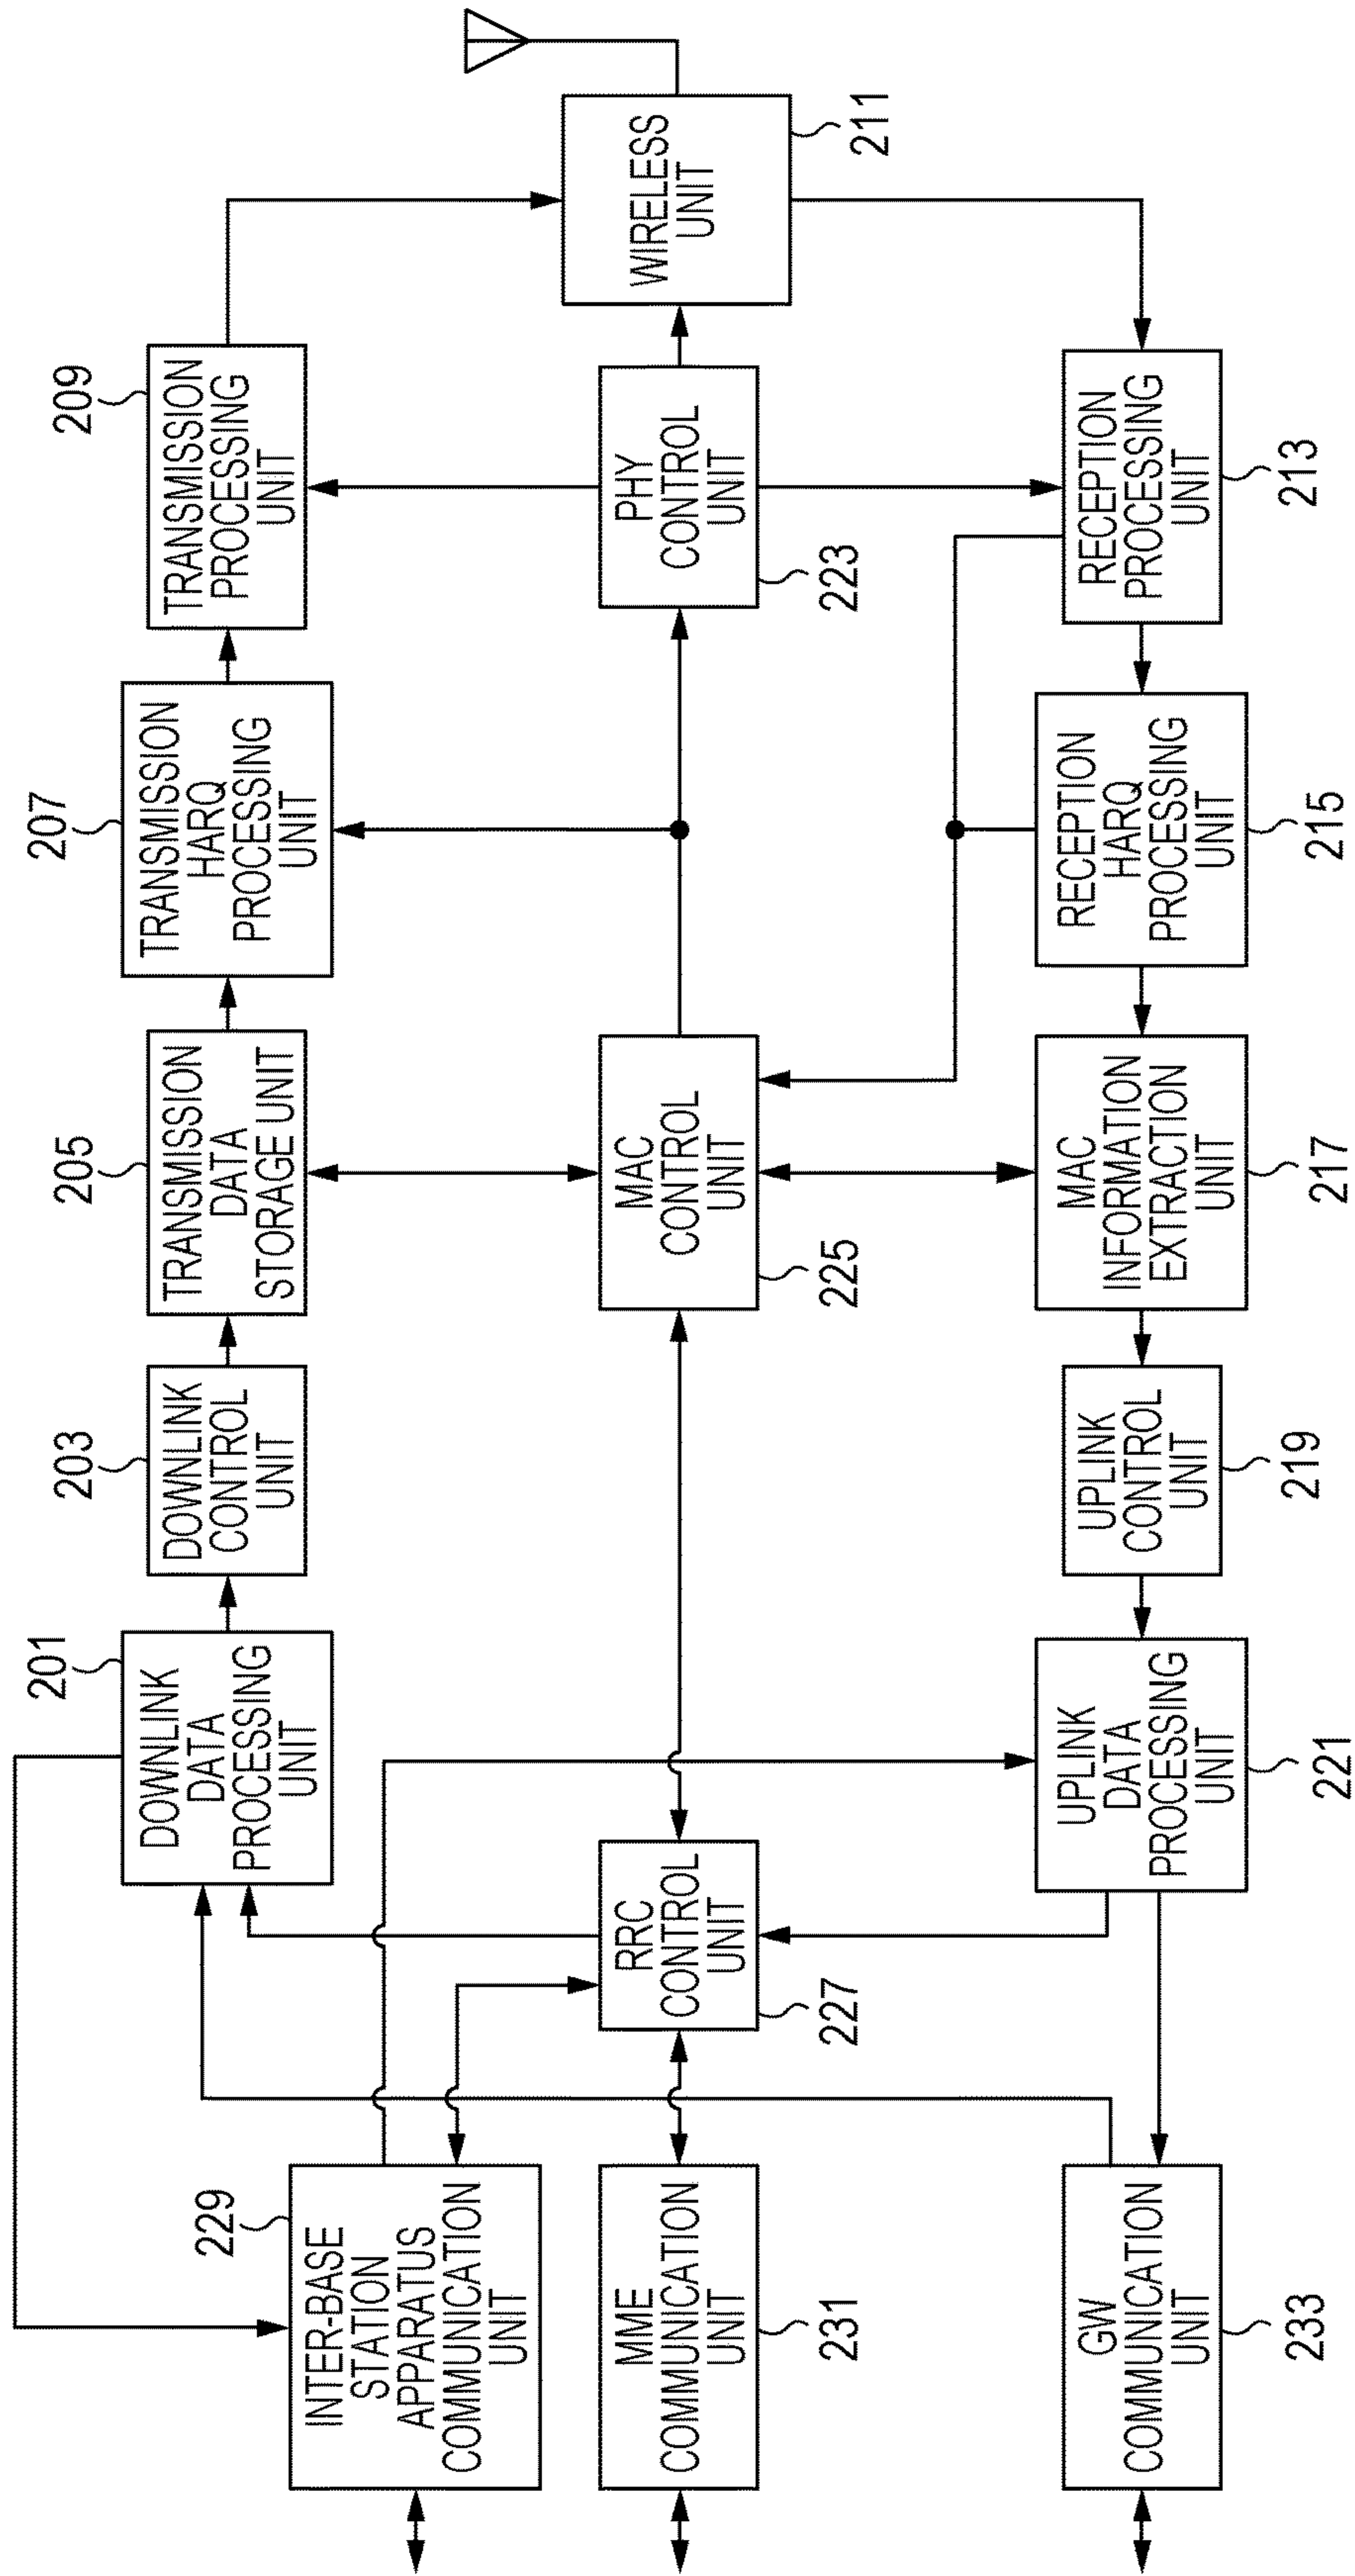 229
INTER-BASE
STATION
APPARATUS
COMMUNICATION
UNIT
MME
COMMUNICATION
UNIT
231
GW
COMMUNICATION
UNIT
233
201
DOWNLINK
DATA
PROCESSING
UNIT
RRC
CONTROL
UNIT
227
UPLINK
DATA
PROCESSING
UNIT
221
203
DOWNLINK
CONTROL
UNIT
UPLINK
CONTROL
UNIT
219
205
TRANSMISSION
DATA
STORAGE UNIT
MAC
CONTROL
UNIT
225
MAC
INFORMATION
EXTRACTION
UNIT
217
207
TRANSMISSION
HARQ
PROCESSING
UNIT
RECEPTION
HARQ
PROCESSING
UNIT
215
209
TRANSMISSION
PROCESSING
UNIT
PHY
CONTROL
UNIT
223
RECEPTION
PROCESSING
UNIT
213
WIRELESS
UNIT
211